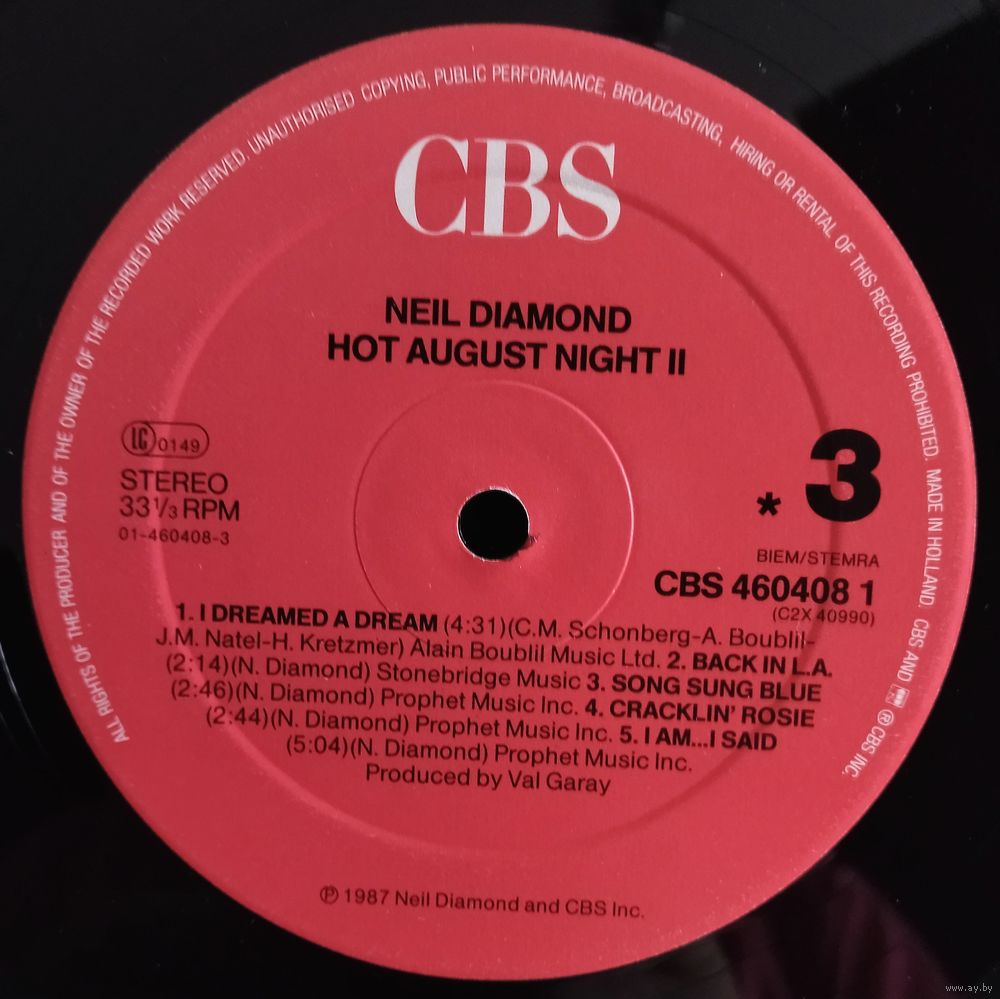 ALL RIGHTS OF THE PRODUCER AND OF THE OWNER OF THE RECORDED WORK RESERVED. UNAUTHORISED COPYING, PUBLIC PERFORMANCE, BROADCASTING, HIRING OR RENTAL OF THIS RECORDING PROHIBITED. MADE IN HOLLAND. CBS AND ℗ CBS INC.
CBS
NEIL DIAMOND
HOT AUGUST NIGHT II
LC 0149
STEREO
33 1/3 RPM
01-460408-3
* 3
BIEM/STEMRA
CBS 460408 1
(C2X 40990)
1. I DREAMED A DREAM (4:31)(C.M. Schonberg-A. Boublil-
J.M. Natel-H. Kretzmer) Alain Boublil Music Ltd. 2. BACK IN L.A.
(2:14)(N. Diamond) Stonebridge Music 3. SONG SUNG BLUE
(2:46)(N. Diamond) Prophet Music Inc. 4. CRACKLIN' ROSIE
(2:44)(N. Diamond) Prophet Music Inc. 5. I AM...I SAID
(5:04)(N. Diamond) Prophet Music Inc.
Produced by Val Garay
℗ 1987 Neil Diamond and CBS Inc.
www.ay.by